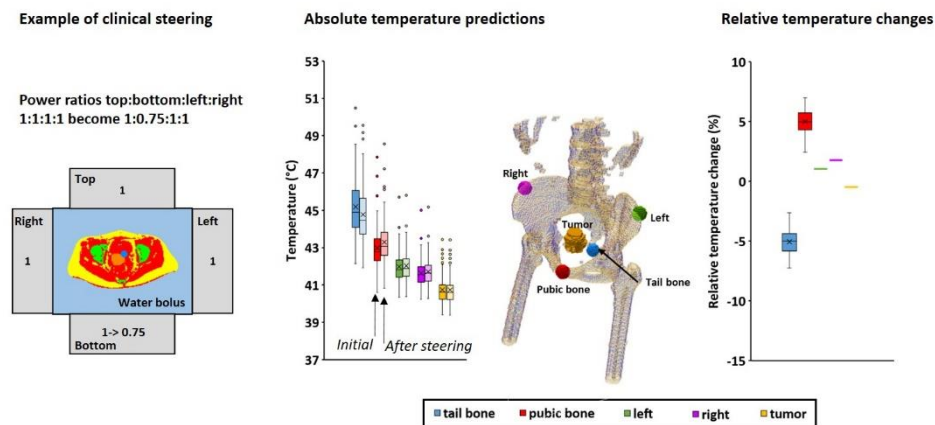 Example of clinical steering
Power ratios top:bottom:left:right
1:1:1:1 become 1:0.75:1:1
Top
1
Right
1
Left
1
Water bolus
1-> 0.75
Bottom
Absolute temperature predictions
Temperature (°C)
53
51
49
47
45
43
41
39
37
Initial
After steering
Right
Left
Tumor
Pubic bone
Tail bone
Relative temperature changes
Relative temperature change (%)
10
5
0
-5
-10
-15
tail bone
pubic bone
left
right
tumor